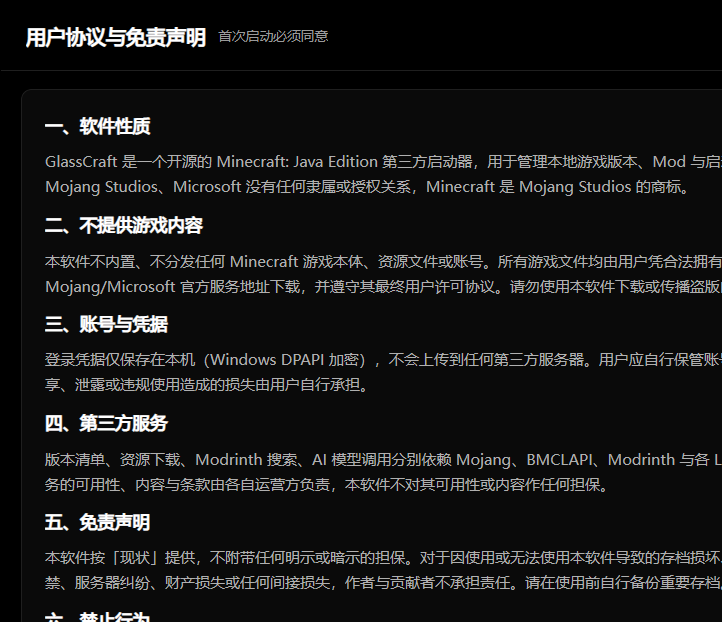 用户协议与免责声明 首次启动必须同意
一、软件性质
GlassCraft 是一个开源的 Minecraft: Java Edition 第三方启动器，用于管理本地游戏版本、Mod 与启
Mojang Studios、Microsoft 没有任何隶属或授权关系，Minecraft 是 Mojang Studios 的商标。
二、不提供游戏内容
本软件不内置、不分发任何 Minecraft 游戏本体、资源文件或账号。所有游戏文件均由用户凭合法拥有
Mojang/Microsoft 官方服务地址下载，并遵守其最终用户许可协议。请勿使用本软件下载或传播盗版
三、账号与凭据
登录凭据仅保存在本机（Windows DPAPI 加密），不会上传到任何第三方服务器。用户应自行保管账
享、泄露或违规使用造成的损失由用户自行承担。
四、第三方服务
版本清单、资源下载、Modrinth 搜索、AI 模型调用分别依赖 Mojang、BMCLAPI、Modrinth 与各 L
务的可用性、内容与条款由各自运营方负责，本软件不对其可用性或内容作任何担保。
五、免责声明
本软件按「现状」提供，不附带任何明示或暗示的担保。对于因使用或无法使用本软件导致的存档损坏
禁、服务器纠纷、财产损失或任何间接损失，作者与贡献者不承担责任。请在使用前自行备份重要存档
六、禁止行为